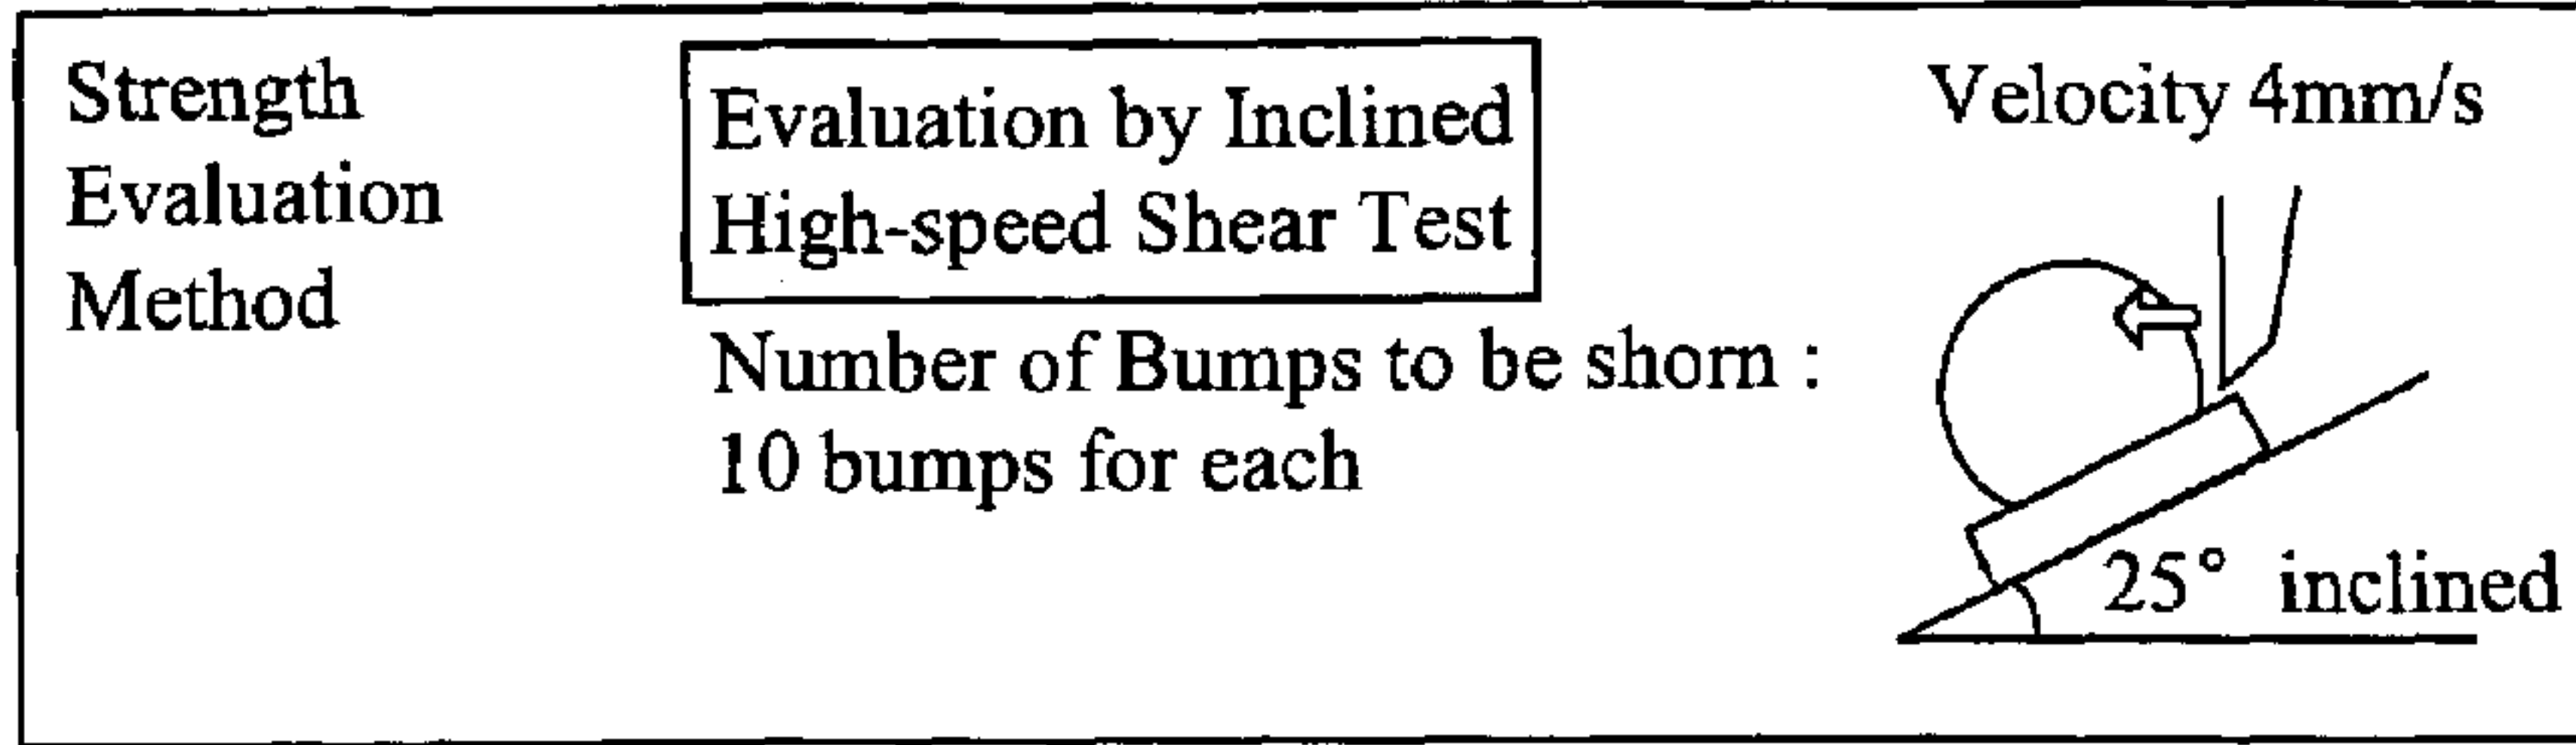 Strength
Evaluation
Method
Evaluation by Inclined
High-speed Shear Test
Number of Bumps to be shorn :
10 bumps for each
Velocity 4mm/s
25° inclined